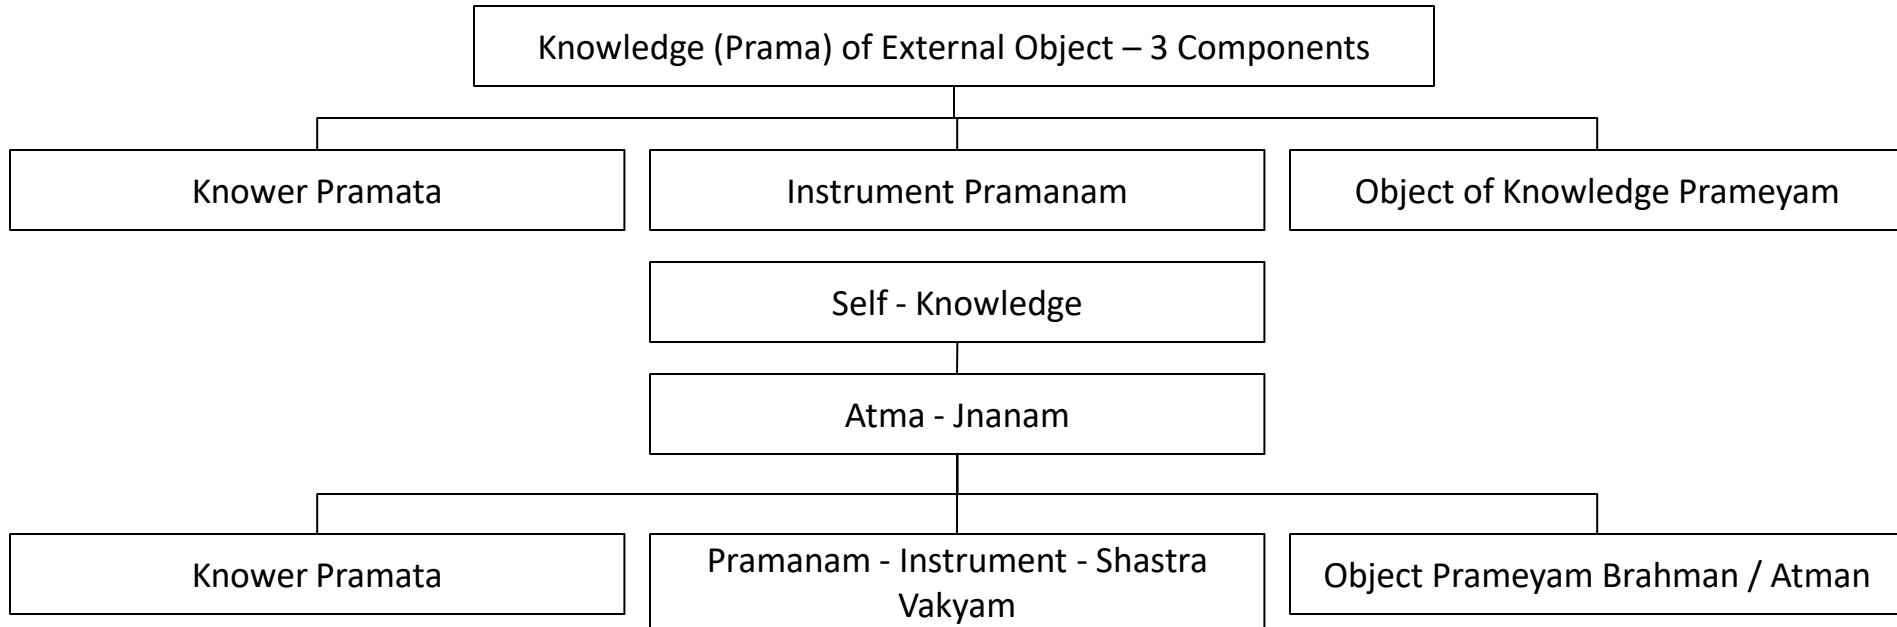 Knowledge (Prama) of External Object – 3 Components
Knower Pramata
Instrument Pramanam
Object of Knowledge Prameyam
Self - Knowledge
Atma - Jnanam
Knower Pramata
Pramanam - Instrument - Shastra
Vakyam
Object Prameyam Brahman / Atman